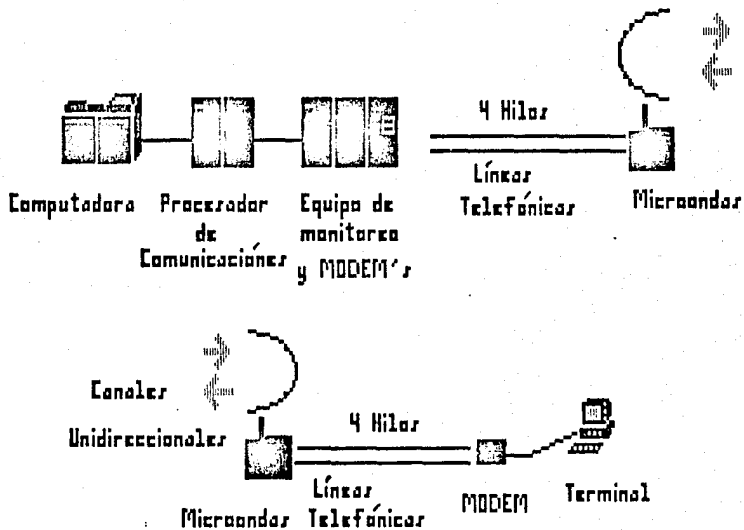 4 Hilos
Líneas
Telefónicas
Computadora
Procesador
de
Comunicaciónes
Equipo de
monitoreo
y MODEM's
Microondas
Canales
Unidireccionales
4 Hilos
Líneas
Telefónicas
Microondas
MODEM
Terminal